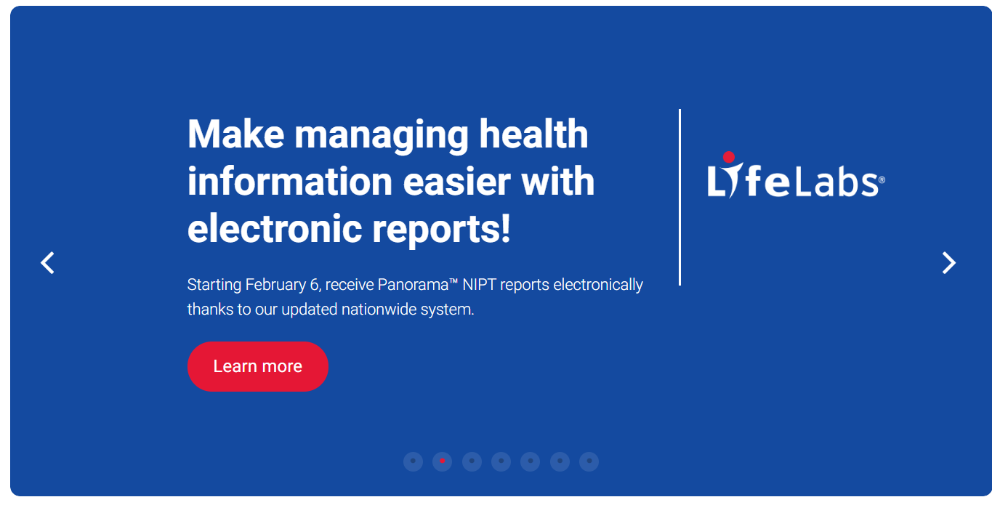 Make managing health
information easier with
electronic reports!
LifeLabs®
Starting February 6, receive Panorama™ NIPT reports electronically
thanks to our updated nationwide system.
Learn more